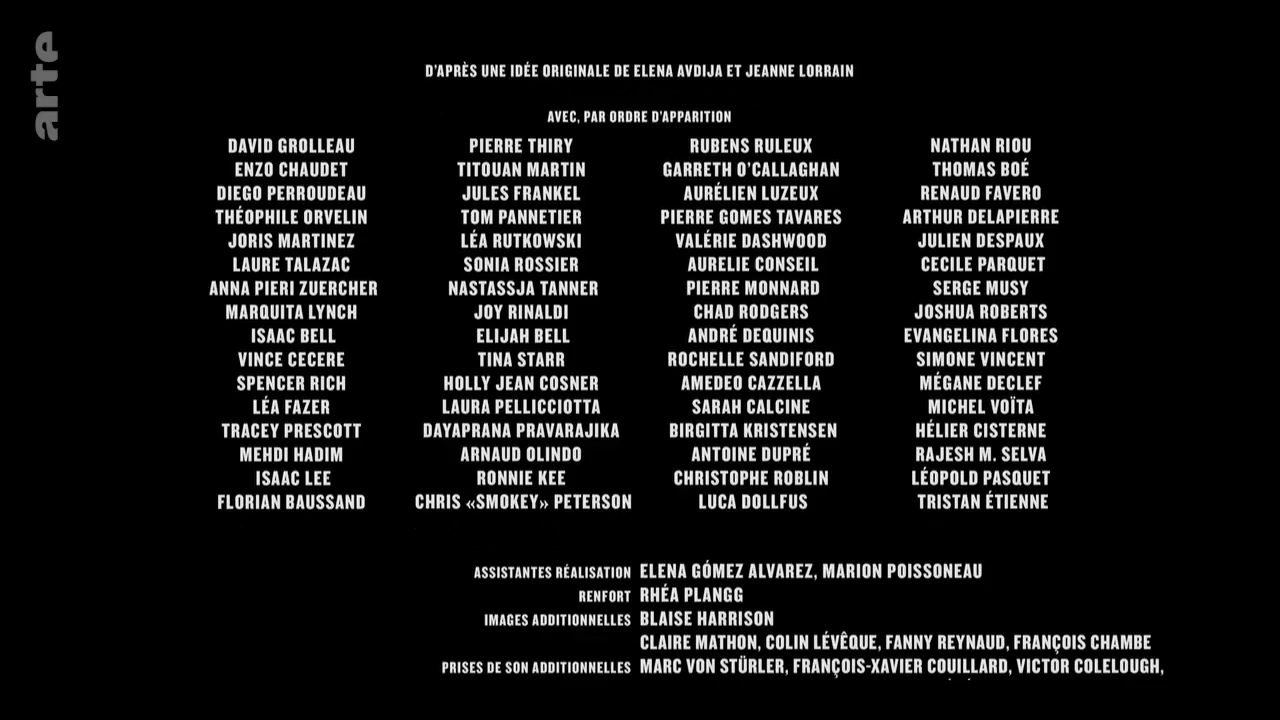 arte
D'APRÈS UNE IDÉE ORIGINALE DE ELENA AVDIJA ET JEANNE LORRAIN
AVEC, PAR ORDRE D'APPARITION
DAVID GROLLEAU PIERRE THIRY RUBENS RULEUX NATHAN RIOU
ENZO CHAUDET TITOUAN MARTIN GARRETH O'CALLAGHAN THOMAS BOÉ
DIEGO PERROUDEAU JULES FRANKEL AURÉLIEN LUZEUX RENAUD FAVERO
THÉOPHILE ORVELIN TOM PANNETIER PIERRE GOMES TAVARES ARTHUR DELAPIERRE
JORIS MARTINEZ LÉA RUTKOWSKI VALÉRIE DASHWOOD JULIEN DESPAUX
LAURE TALAZAC SONIA ROSSIER AURELIE CONSEIL CECILE PARQUET
ANNA PIERI ZUERCHER NASTASSJA TANNER PIERRE MONNARD SERGE MUSY
MARQUITA LYNCH JOY RINALDI CHAD RODGERS JOSHUA ROBERTS
ISAAC BELL ELIJAH BELL ANDRÉ DEQUINIS EVANGELINA FLORES
VINCE CECERE TINA STARR ROCHELLE SANDIFORD SIMONE VINCENT
SPENCER RICH HOLLY JEAN COSNER AMEDEO CAZZELLA MÉGANE DECLEF
LÉA FAZER LAURA PELLICCIOTTA SARAH CALCINE MICHEL VOÏTA
TRACEY PRESCOTT DAYAPRANA PRAVARAJIKA BIRGITTA KRISTENSEN HÉLIER CISTERNE
MEHDI HADIM ARNAUD OLINDO ANTOINE DUPRÉ RAJESH M. SELVA
ISAAC LEE RONNIE KEE CHRISTOPHE ROBLIN LÉOPOLD PASQUET
FLORIAN BAUSSAND CHRIS «SMOKEY» PETERSON LUCA DOLLFUS TRISTAN ÉTIENNE
ASSISTANTES RÉALISATION ELENA GÓMEZ ALVAREZ, MARION POISSONEAU
RENFORT RHÉA PLANGG
IMAGES ADDITIONNELLES BLAISE HARRISON
CLAIRE MATHON, COLIN LÉVÊQUE, FANNY REYNAUD, FRANÇOIS CHAMBE
PRISES DE SON ADDITIONNELLES MARC VON STÜRLER, FRANÇOIS-XAVIER COUILLARD, VICTOR COLELOUGH,